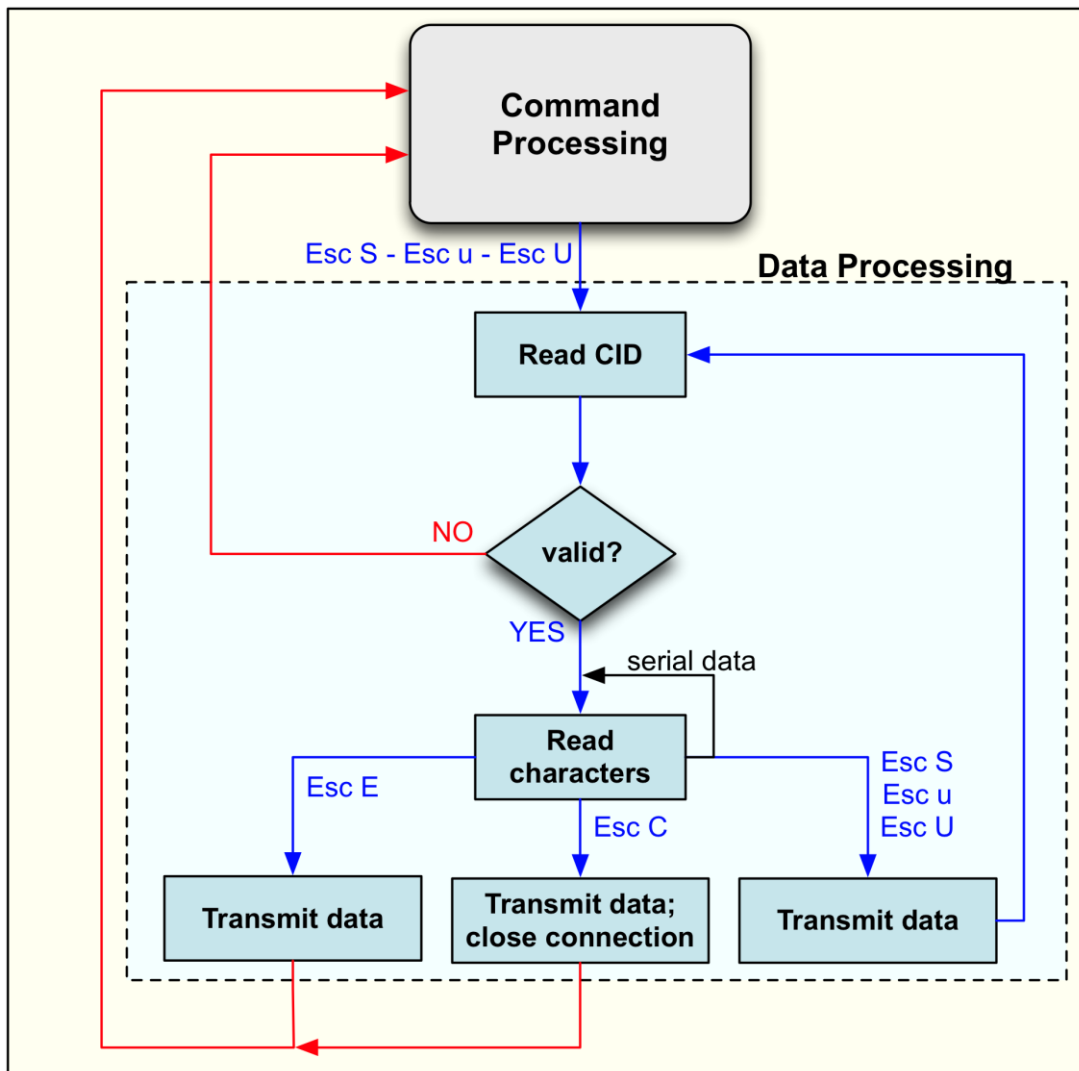 Command
Processing
Esc S - Esc u - Esc U
Data Processing
Read CID
NO
valid?
YES
serial data
Read
characters
Esc E
Esc C
Esc S
Esc u
Esc U
Transmit data
Transmit data;
close connection
Transmit data